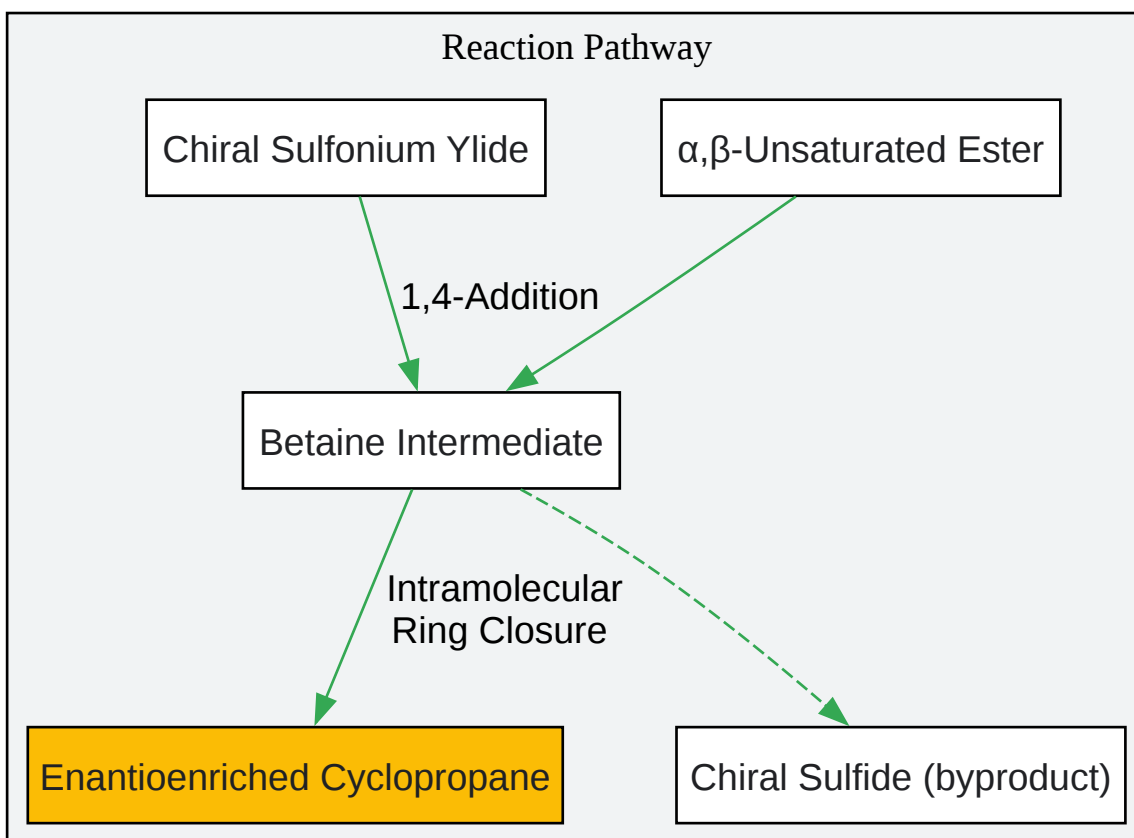 Reaction Pathway
Chiral Sulfonium Ylide
α,β-Unsaturated Ester
1,4-Addition
Betaine Intermediate
Intramolecular
Ring Closure
Enantioenriched Cyclopropane
Chiral Sulfide (byproduct)